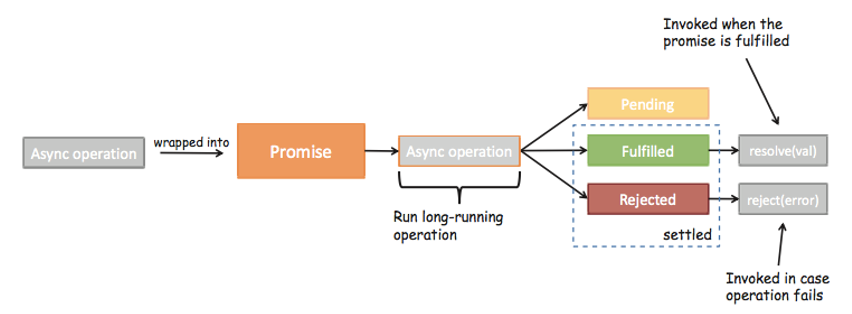 Invoked when the
promise is fulfilled
Pending
Async operation
wrapped into
Promise
Async operation
Fulfilled
resolve(val)
Run long-running
operation
Rejected
reject(error)
settled
Invoked in case
operation fails